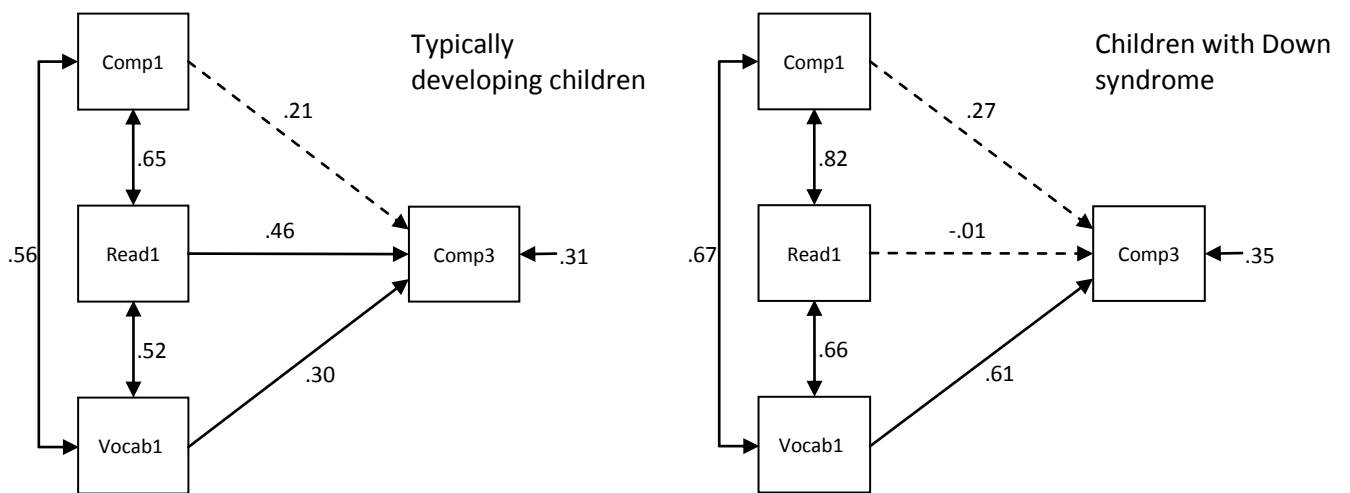 Typically
developing children
Comp1
.21
.65
.46
.56
Read1
Comp3
.31
.52
.30
Vocab1
Children with Down
syndrome
Comp1
.27
.82
-.01
.67
Read1
Comp3
.35
.66
.61
Vocab1